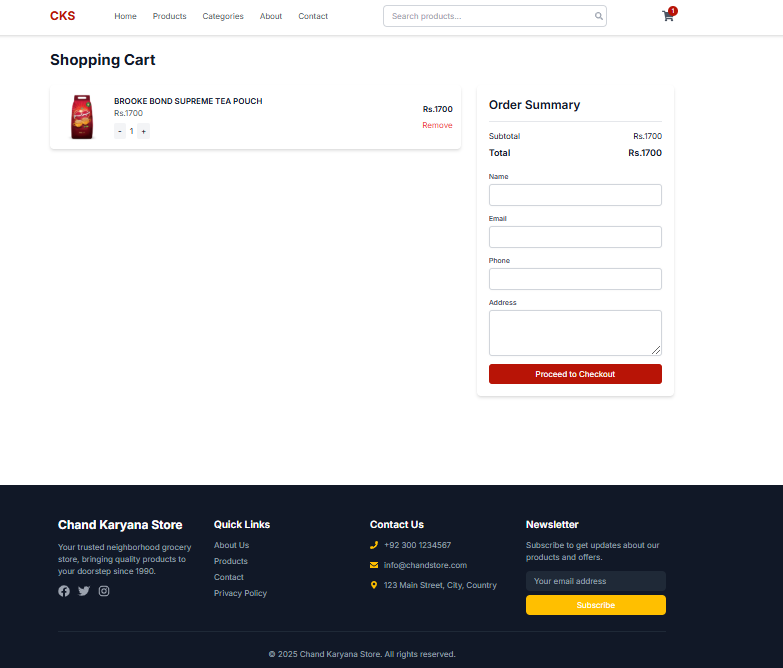 CKS
Home Products Categories About Contact
Search products...
1
Shopping Cart
BROOKE BOND SUPREME TEA POUCH
Rs.1700
- 1 +
Rs.1700
Remove
Order Summary
Subtotal Rs.1700
Total Rs.1700
Name
Email
Phone
Address
Proceed to Checkout
Chand Karyana Store
Your trusted neighborhood grocery
store, bringing quality products to
your doorstep since 1990.
Quick Links
About Us
Products
Contact
Privacy Policy
Contact Us
+92 300 1234567
info@chandstore.com
123 Main Street, City, Country
Newsletter
Subscribe to get updates about our
products and offers.
Your email address
Subscribe
© 2025 Chand Karyana Store. All rights reserved.